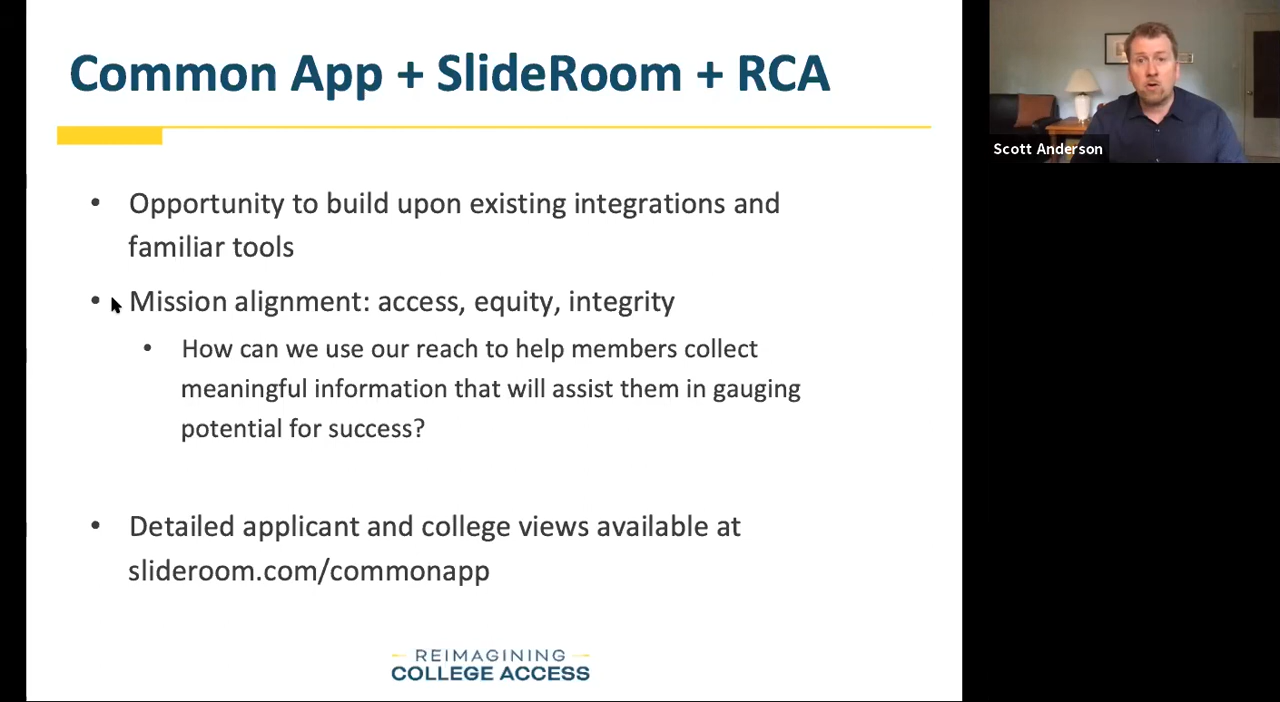 Common App + SlideRoom + RCA
• Opportunity to build upon existing integrations and
familiar tools
• Mission alignment: access, equity, integrity
• How can we use our reach to help members collect
meaningful information that will assist them in gauging
potential for success?
• Detailed applicant and college views available at
slideroom.com/commonapp
REIMAGINING
COLLEGE ACCESS
Scott Anderson